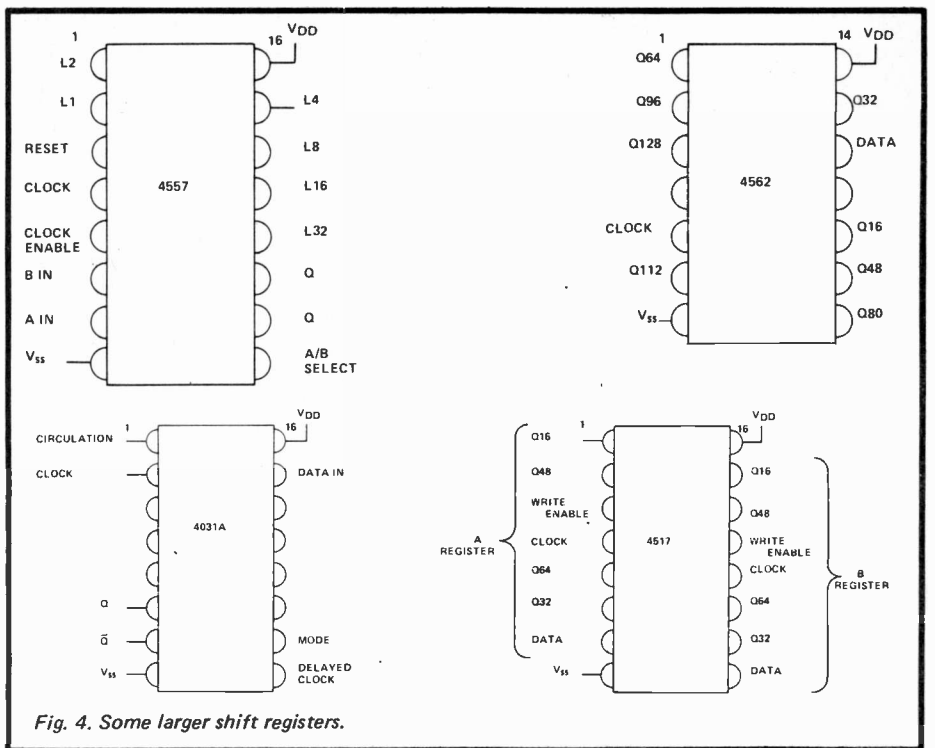 1
16
VDD
L2
L1
L4
RESET
L8
CLOCK
4557
L16
CLOCK
ENABLE
L32
B IN
Q
A IN
Q
Vss
A/B
SELECT
1
14
VDD
Q64
Q96
Q32
Q128
DATA
4562
CLOCK
Q16
Q112
Q48
Vss
Q80
1
16
VDD
CIRCULATION
CLOCK
DATA IN
4031A
Q
Q̄
MODE
Vss
DELAYED
CLOCK
1
16
VDD
Q16
Q48
Q16
WRITE
ENABLE
Q48
A
REGISTER
CLOCK
4517
WRITE
ENABLE
CLOCK
Q64
B
REGISTER
Q32
Q64
DATA
Q32
Vss
DATA
Fig. 4. Some larger shift registers.